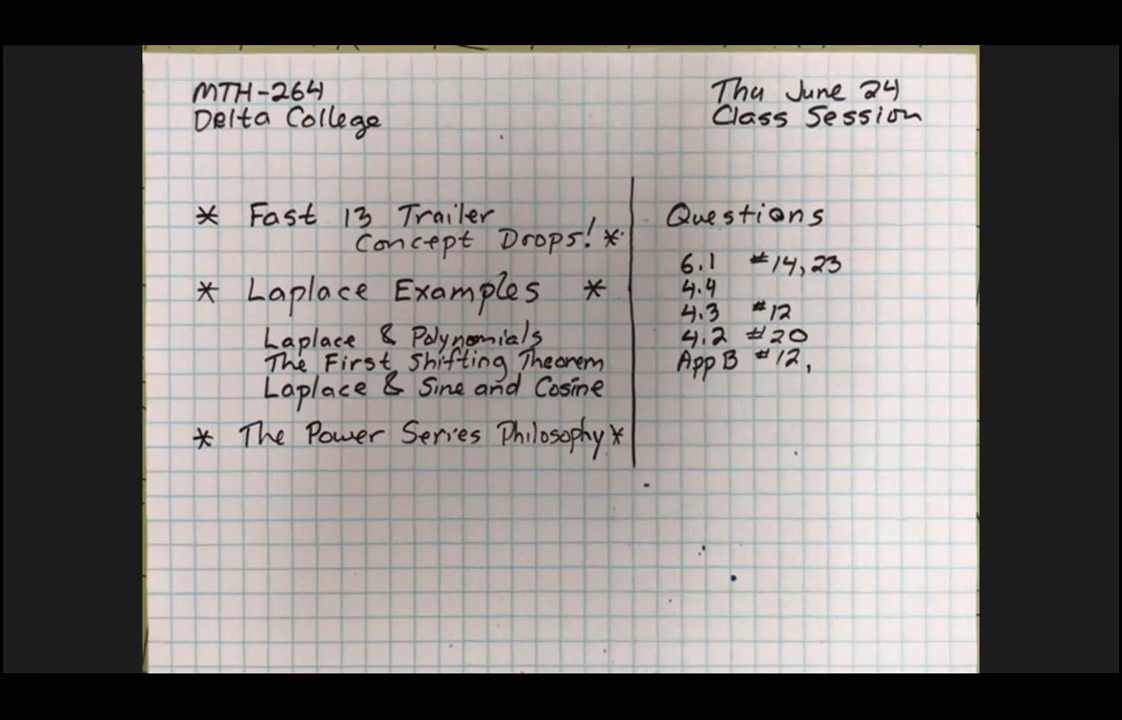 MTH-264
Delta College
Thu June 24
Class Session
* Fast 13 Trailer
Concept Drops! *
* Laplace Examples *
Laplace & Polynomials
The First Shifting Theorem
Laplace & Sine and Cosine
* The Power Series Philosophy *
Questions
6.1 #14, 23
4.4
4.3 #12
4.2 #20
App B #12,